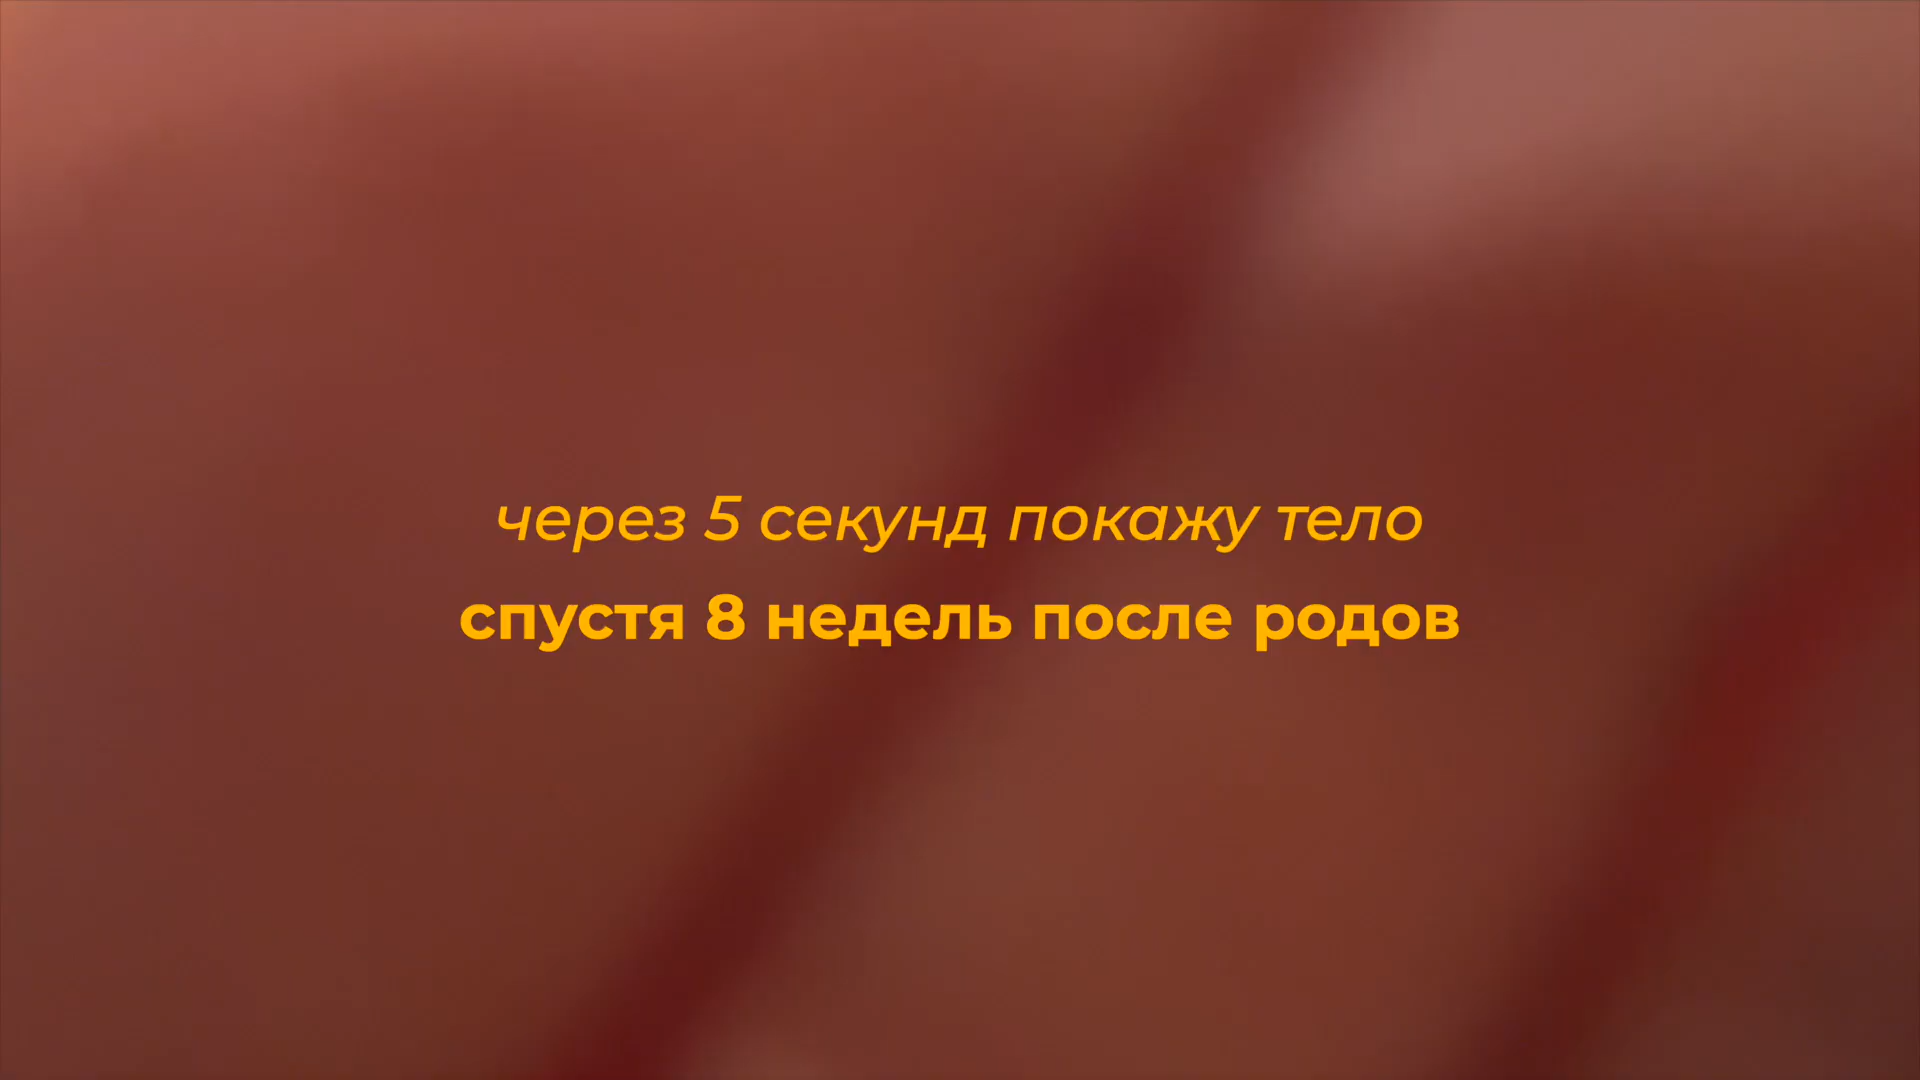 через 5 секунд покажу тело
спустя 8 недель после родов